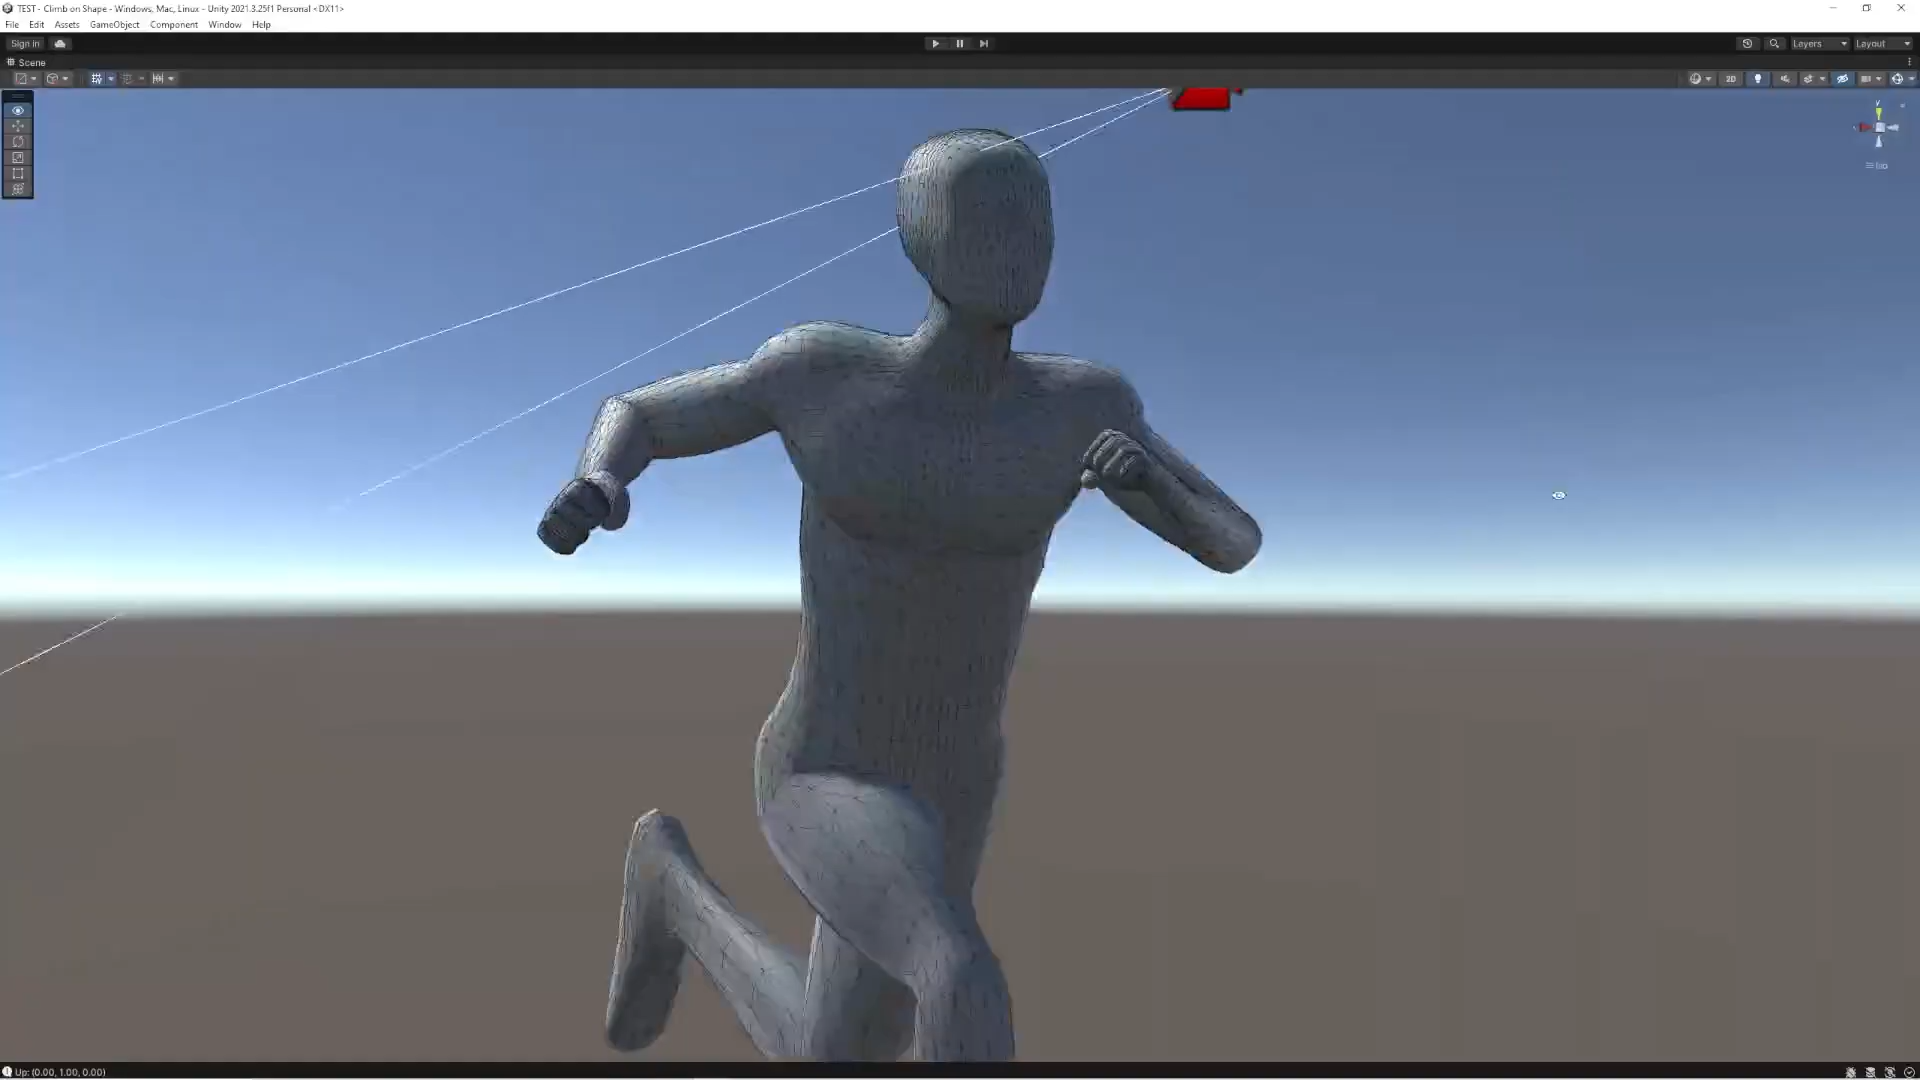 TEST - Climb on Shape - Windows, Mac, Linux - Unity 2021.3.25f1 Personal <DX11>
File Edit Assets GameObject Component Window Help
Sign in Layers Layout
Scene
2D
y
Up: (0.00, 1.00, 0.00)